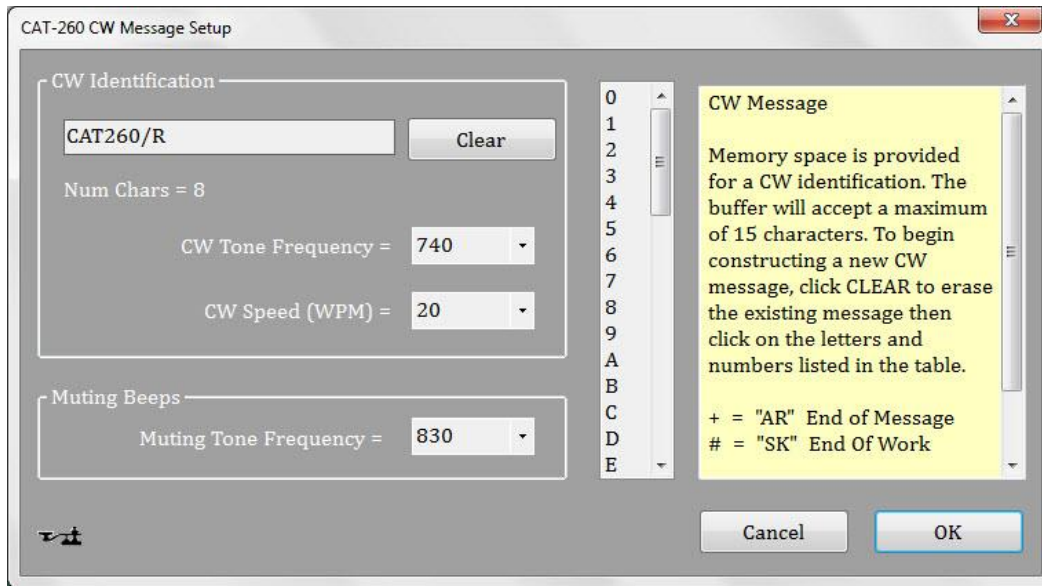 CAT-260 CW Message Setup
CW Identification
CAT260/R
Clear
Num Chars = 8
CW Tone Frequency =
740
CW Speed (WPM) =
20
Muting Beeps
Muting Tone Frequency =
830
0
1
2
3
4
5
6
7
8
9
A
B
C
D
E
CW Message
Memory space is provided
for a CW identification. The
buffer will accept a maximum
of 15 characters. To begin
constructing a new CW
message, click CLEAR to erase
the existing message then
click on the letters and
numbers listed in the table.
+ = "AR" End of Message
# = "SK" End Of Work
Cancel
OK